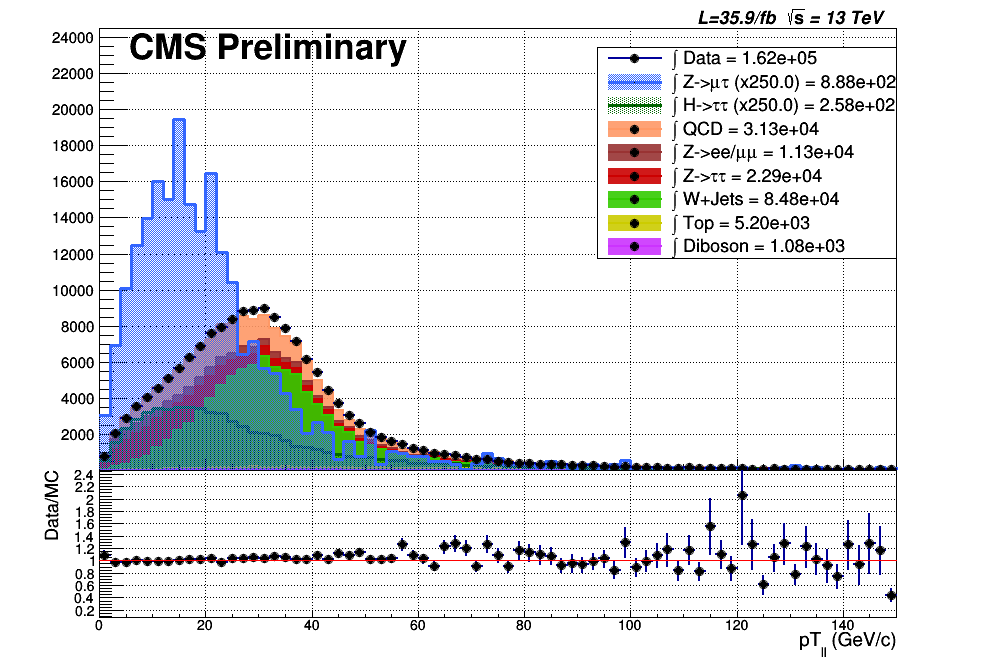 L=35.9/fb √s = 13 TeV
CMS Preliminary
∫ Data = 1.62e+05
∫ Z->μτ (x250.0) = 8.88e+02
∫ H->ττ (x250.0) = 2.58e+02
∫ QCD = 3.13e+04
∫ Z->ee/μμ = 1.13e+04
∫ Z->ττ = 2.29e+04
∫ W+Jets = 8.48e+04
∫ Top = 5.20e+03
∫ Diboson = 1.08e+03
24000
22000
20000
18000
16000
14000
12000
10000
8000
6000
4000
2000
Data/MC
2.4
2.2
2
1.8
1.6
1.4
1.2
1
0.8
0.6
0.4
0.2
0 20 40 60 80 100 120 140
pT|| (GeV/c)